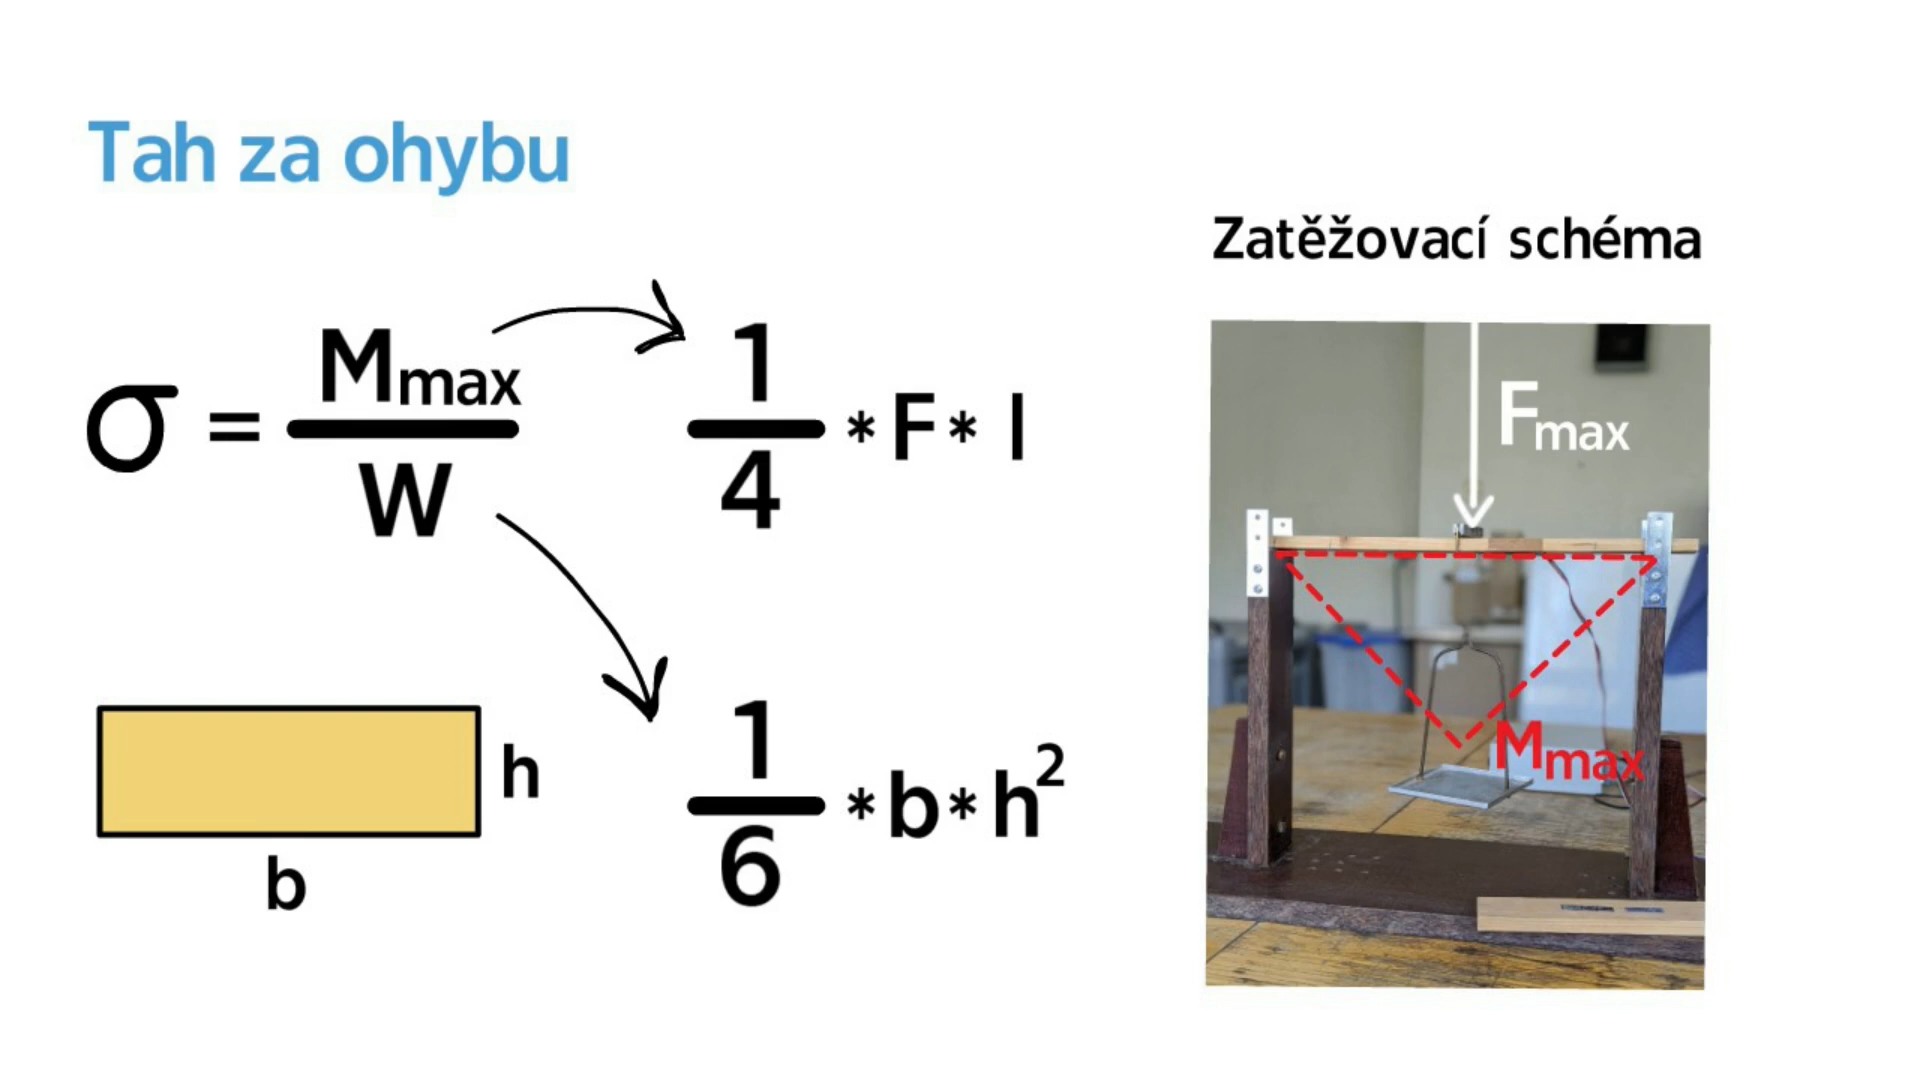 Tah za ohybu
Zatěžovací schéma
σ = Mmax / W
1/4 * F * l
h
b
1/6 * b * h²
Fmax
Mmax